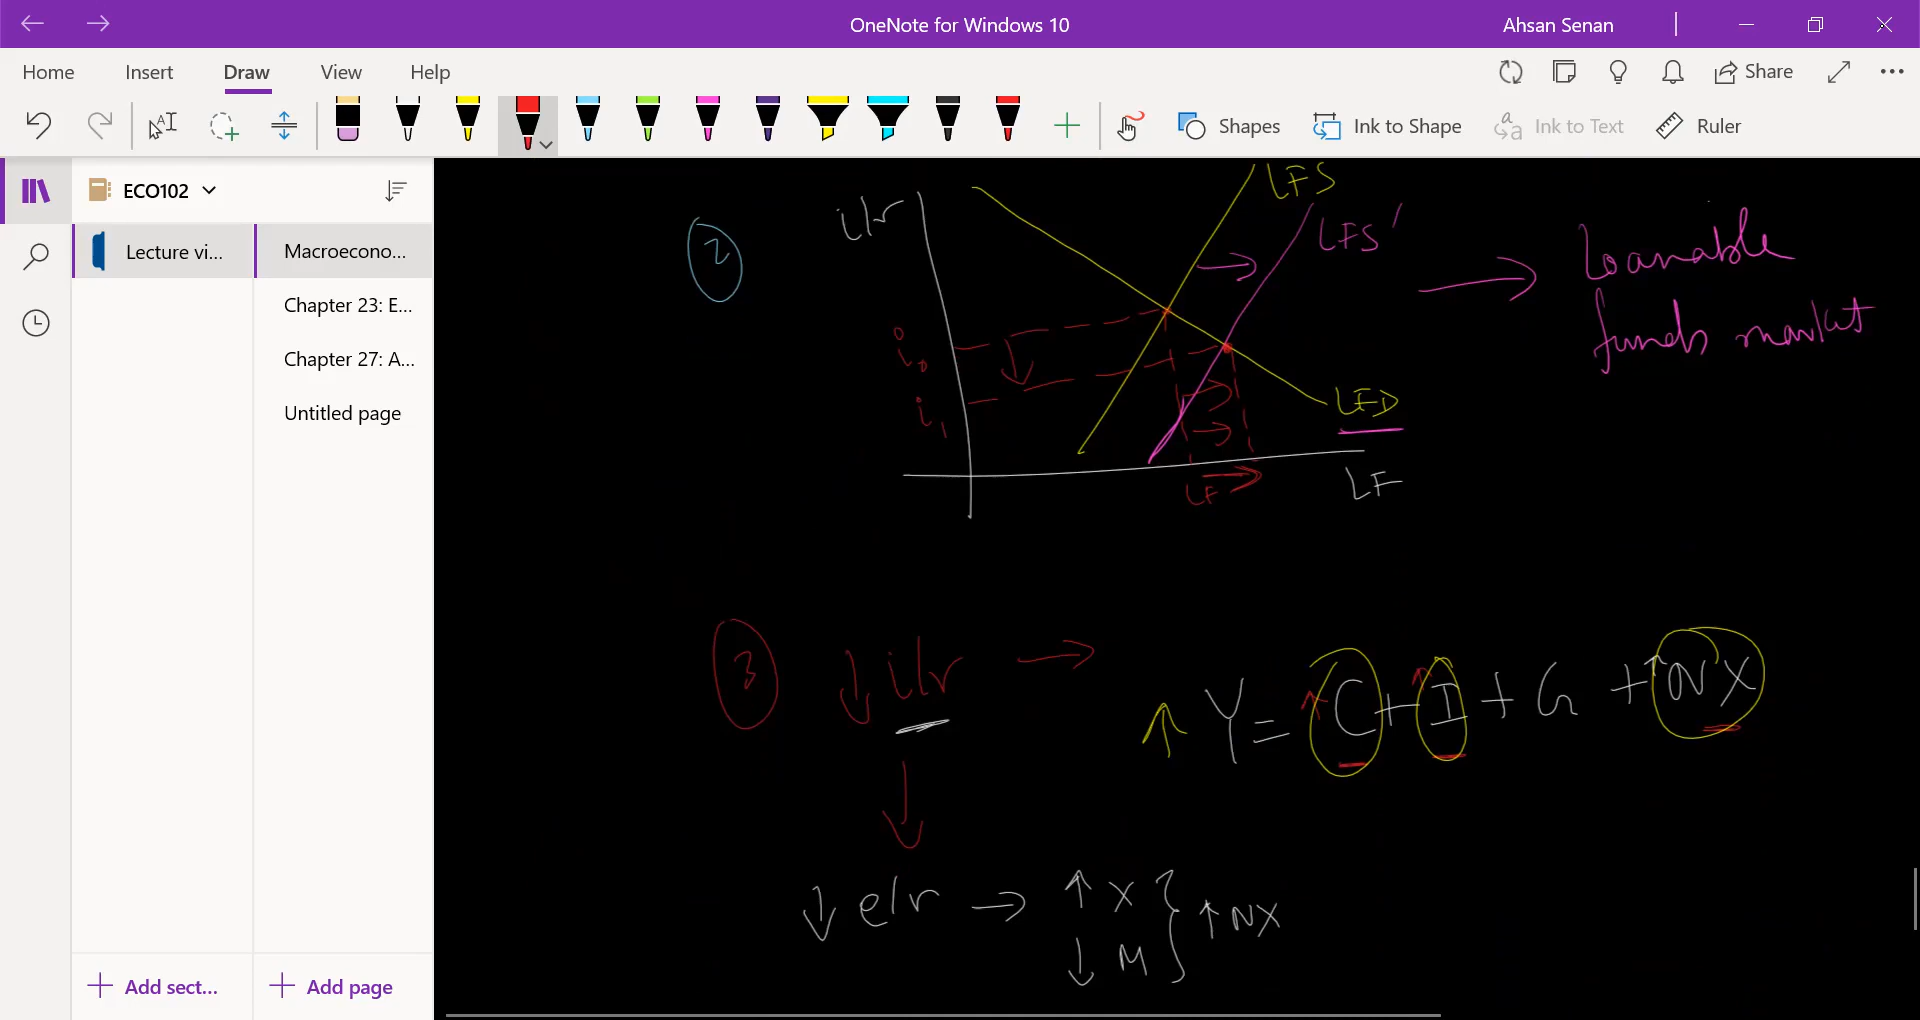 OneNote for Windows 10
Ahsan Senan
Home Insert Draw View Help
Share
Shapes Ink to Shape Ink to Text Ruler
ECO102
Lecture vi...
Macroecono...
Chapter 23: E...
Chapter 27: A...
Untitled page
Add sect...
Add page
2
i/r
LFS
LFS'
→ loanable
funds market
i₀
i₁
LFD
LF
LF
3 ↓ i/r →
↑ Y = ↑C + ↑I + G + ↑NX
↓ e/r → ↑ X } ↑ NX
↓ M